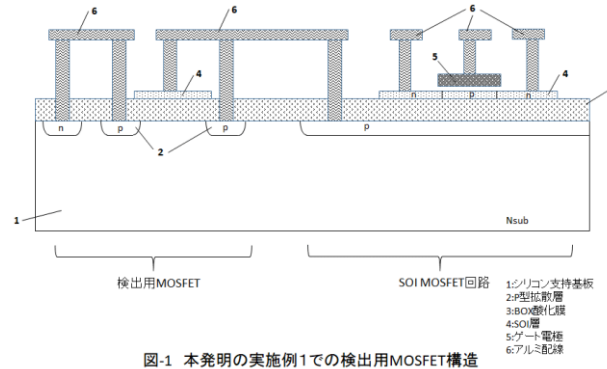 6
6
6
5
4
4
n
p
n
n
p
p
p
2
1
Nsub
検出用MOSFET
SOI MOSFET回路
1:シリコン支持基板
2:P型拡散層
3:BOX酸化膜
4:SOI層
5:ゲート電極
6:アルミ配線
図-1 本発明の実施例1での検出用MOSFET構造